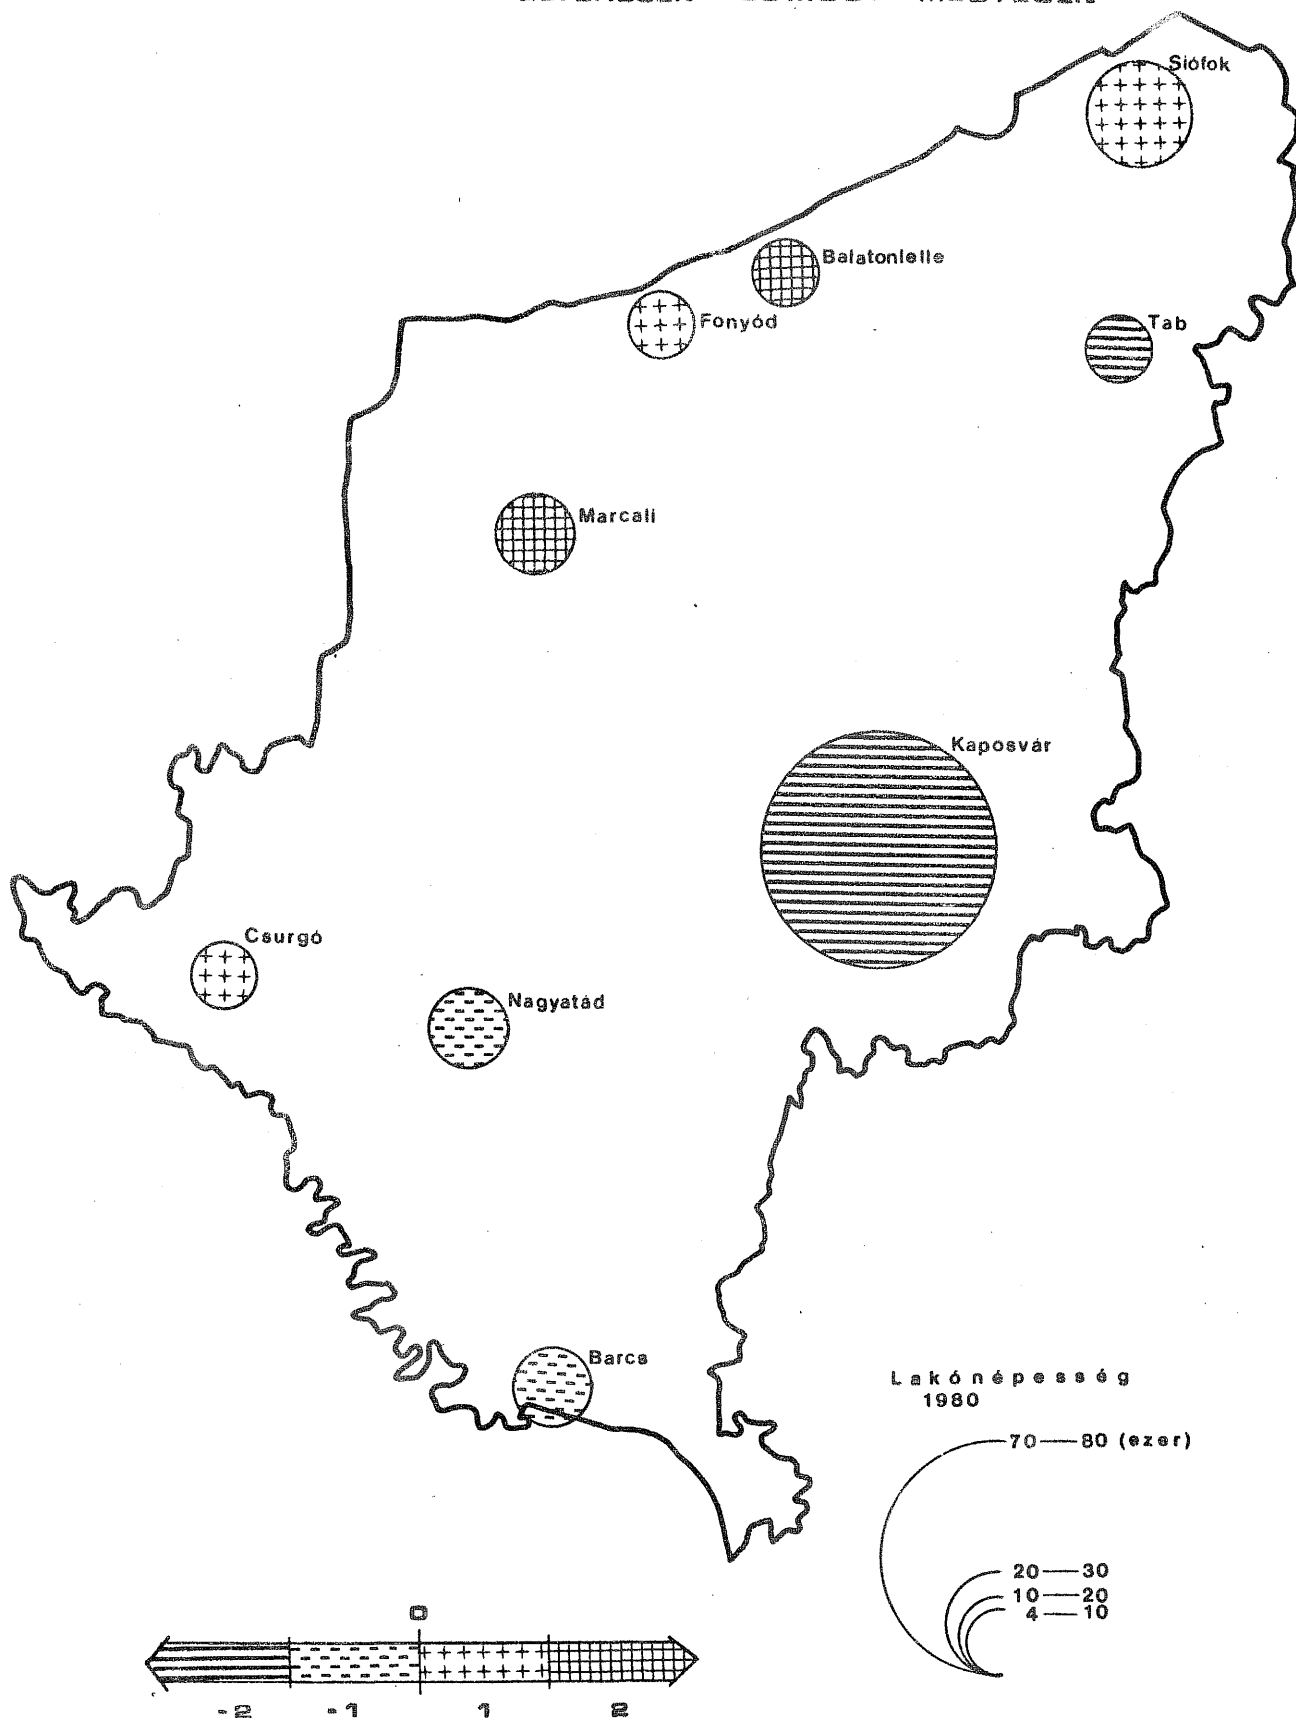 Siófok
Balatonlelle
Fonyód
Tab
Marcali
Kaposvár
Csurgó
Nagyatád
Barcs
Lakónépesség
1980
70—80 (ezer)
20—30
10—20
4—10
0
-2 -1 1 2